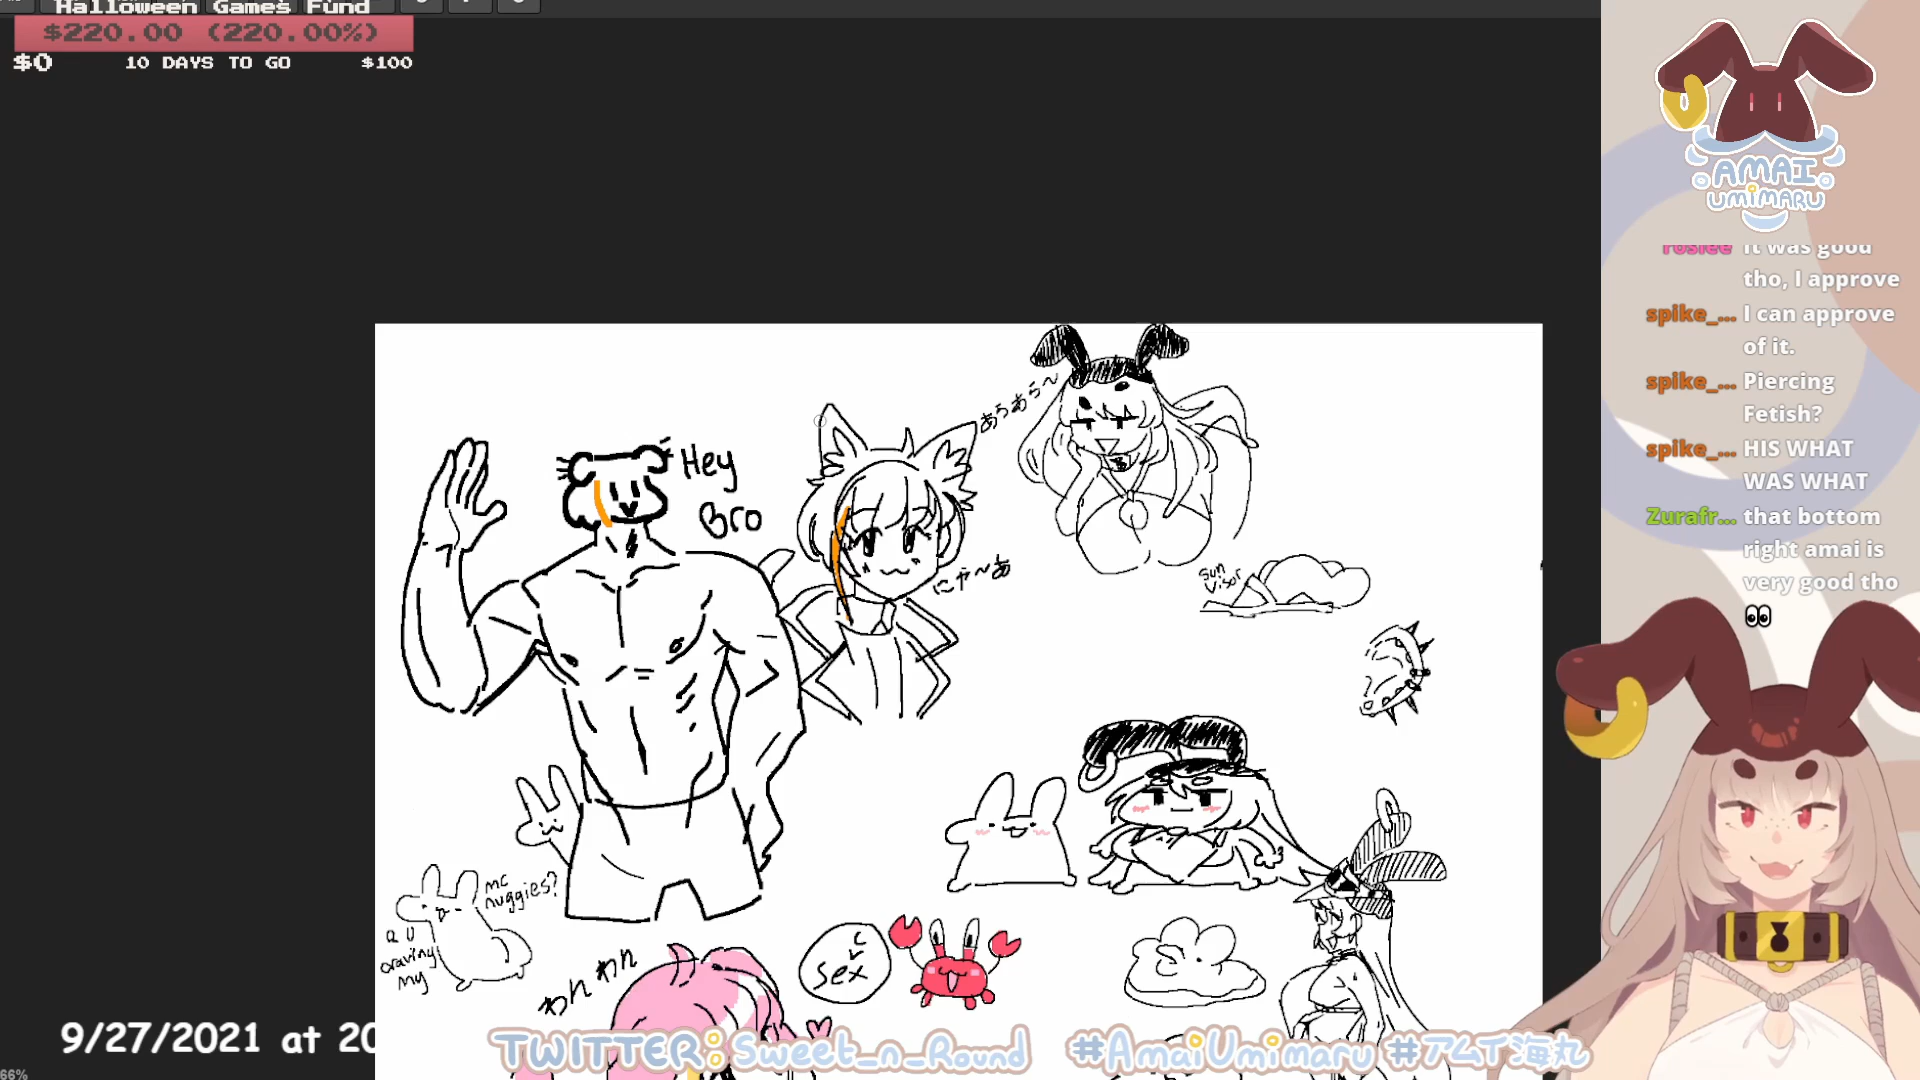 Halloween Games Fund
$220.00 (220.00%)
$0 10 DAYS TO GO $100
AMAI
UMIMARU
roslee It was good
tho, I approve
spike_... I can approve
of it.
spike_... Piercing
Fetish?
spike_... HIS WHAT
WAS WHAT
Zurafr... that bottom
right amai is
very good tho
あらあら～
Hey
Bro
にゃ～あ
sun
visor
mc
nuggies?
R U
craving
my
わん わん
sex
c
9/27/2021 at 20
TWITTER: Sweet_n_Round #AmaiUmimaru #アムイ海丸
66%